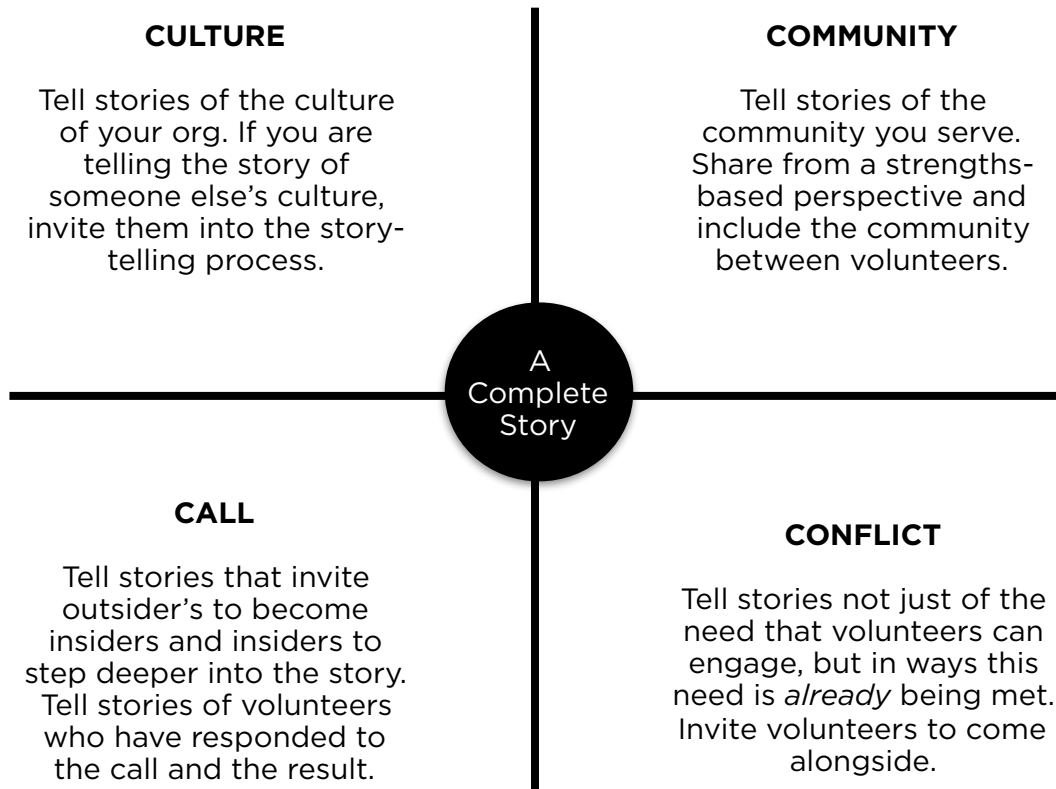 CULTURE
Tell stories of the culture
of your org. If you are
telling the story of
someone else’s culture,
invite them into the story-
telling process.
COMMUNITY
Tell stories of the
community you serve.
Share from a strengths-
based perspective and
include the community
between volunteers.
A
Complete
Story
CALL
Tell stories that invite
outsider’s to become
insiders and insiders to
step deeper into the story.
Tell stories of volunteers
who have responded to
the call and the result.
CONFLICT
Tell stories not just of the
need that volunteers can
engage, but in ways this
need is already being met.
Invite volunteers to come
alongside.